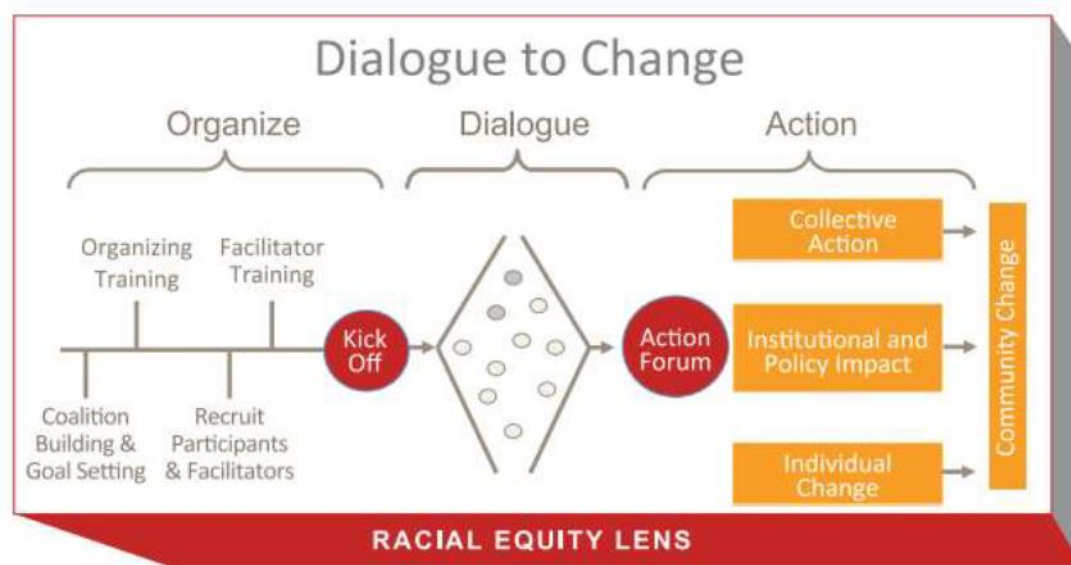 Dialogue to Change
Organize
Dialogue
Action
Organizing
Training
Facilitator
Training
Coalition
Building &
Goal Setting
Recruit
Participants
& Facilitators
Kick
Off
Action
Forum
Collective
Action
Institutional and
Policy Impact
Individual
Change
Community Change
RACIAL EQUITY LENS